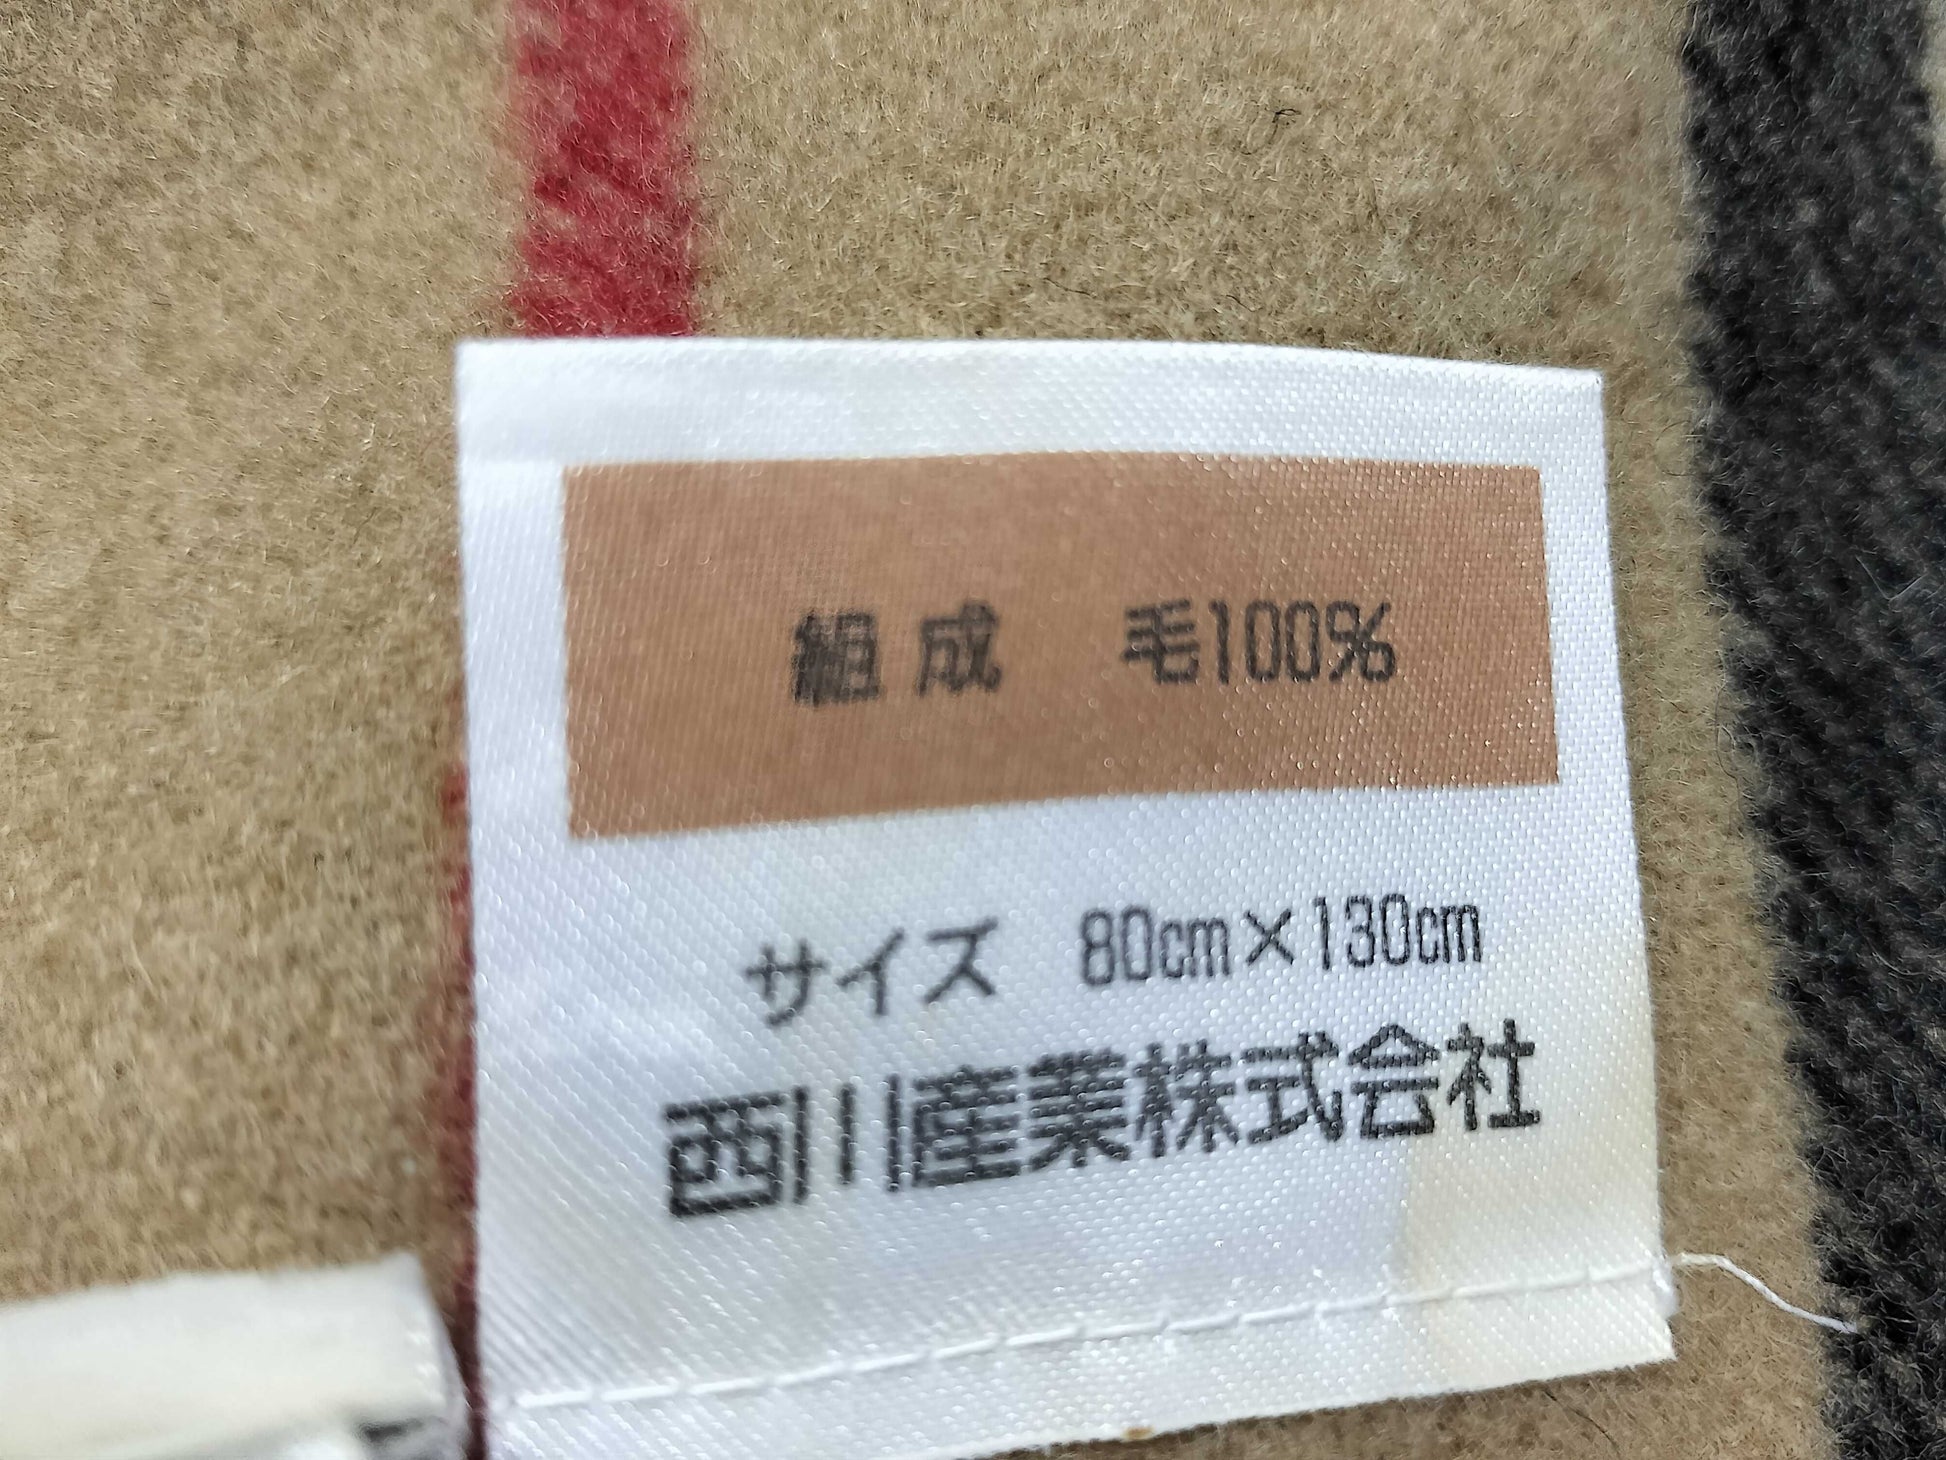 組成 毛100%
サイズ 80cm×130cm
西川産業株式会社